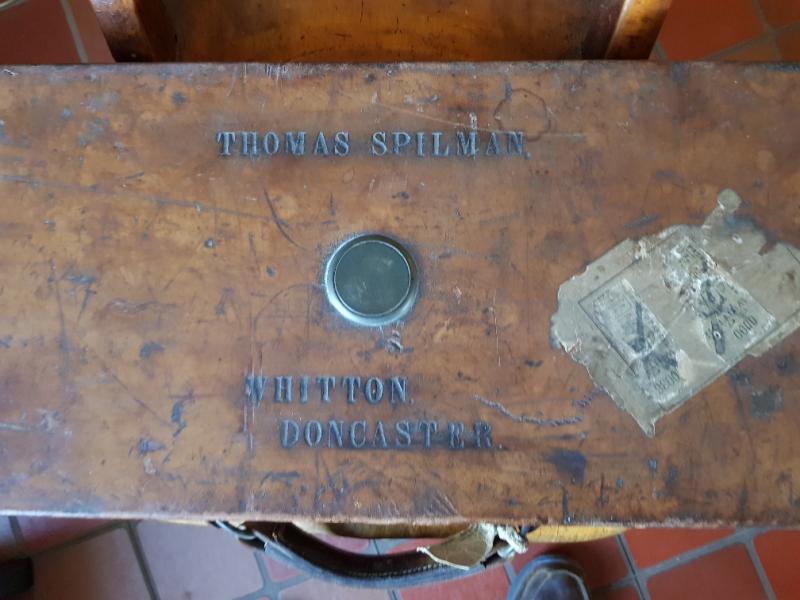 THOMAS SPILMAN.
WHITTON.
DONCASTER.